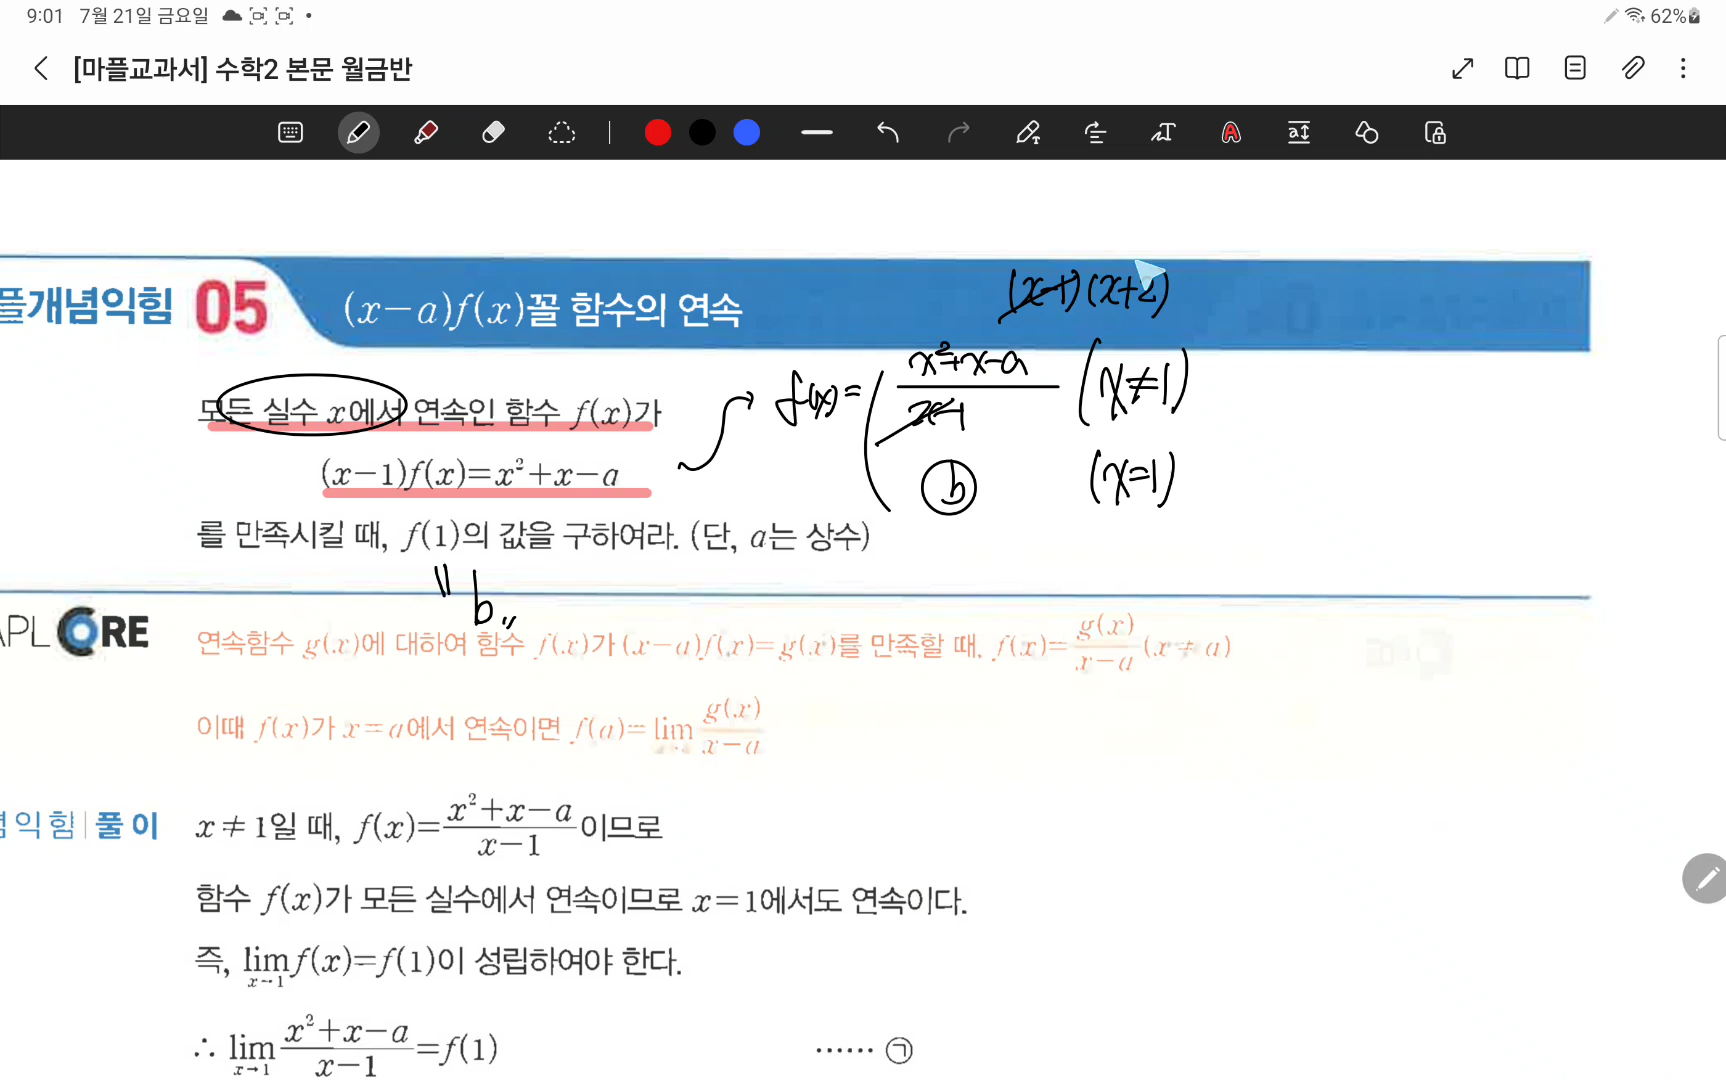 9:01 7월 21일 금요일
62%
[마플교과서] 수학2 본문 월금반
플개념익힘 05 (x-a)f(x)꼴 함수의 연속
(x-1)(x+2)
모든 실수 x에서 연속인 함수 f(x)가
(x-1)f(x)=x²+x-a
f(x)= x²+x-a / x-1 (x≠1)
b (x=1)
를 만족시킬 때, f(1)의 값을 구하여라. (단, a는 상수)
" b"
APL CORE
연속함수 g(x)에 대하여 함수 f(x)가 (x-a)f(x)=g(x)를 만족할 때, f(x)= g(x) / x-a (x≠a)
이때 f(x)가 x=a에서 연속이면 f(a)=lim g(x) / x-a
념익힘 | 풀이
x≠1일 때, f(x)= x²+x-a / x-1 이므로
함수 f(x)가 모든 실수에서 연속이므로 x=1에서도 연속이다.
즉, lim x→1 f(x)=f(1)이 성립하여야 한다.
∴ lim x→1 x²+x-a / x-1 =f(1) …… ㉠